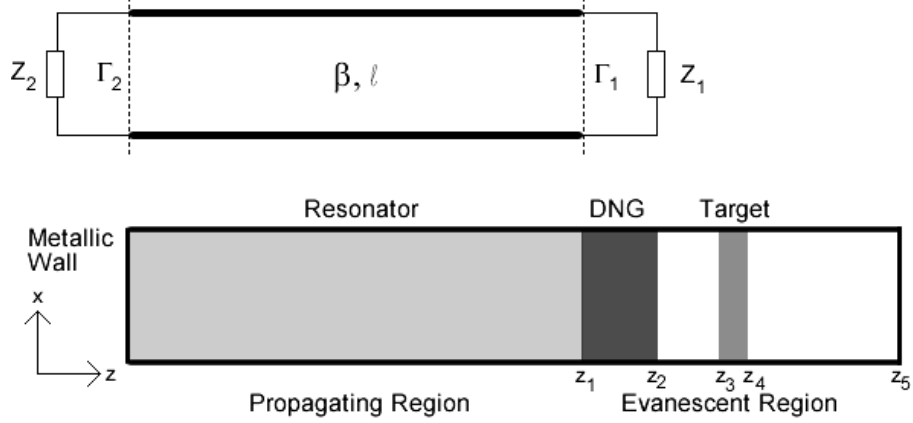 Z₂ Γ₂ β, ℓ Γ₁ Z₁
Resonator DNG Target
Metallic
Wall
x
z
z₁ z₂ z₃ z₄ z₅
Propagating Region Evanescent Region